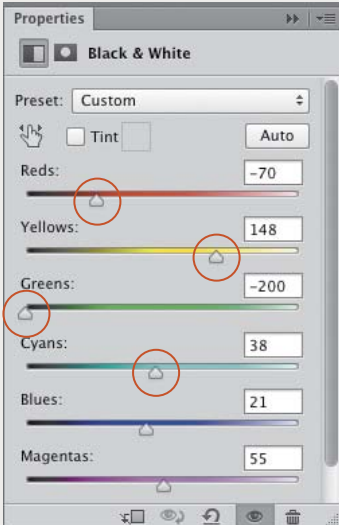 Properties
Black & White
Preset: Custom
Tint Auto
Reds: -70
Yellows: 148
Greens: -200
Cyans: 38
Blues: 21
Magentas: 55